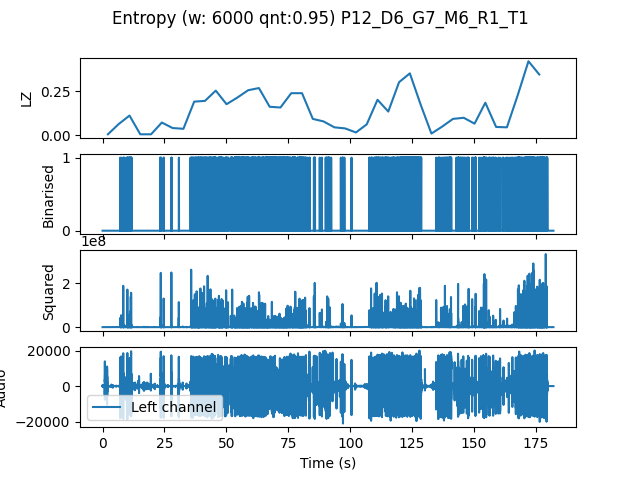 Entropy (w: 6000 qnt:0.95) P12_D6_G7_M6_R1_T1
LZ
0.25
0.00
Binarised
1
0
1e8
Squared
2
0
Audio
20000
0
−20000
Left channel
0 25 50 75 100 125 150 175
Time (s)